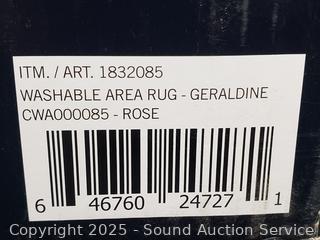 ITM. / ART. 1832085
WASHABLE AREA RUG - GERALDINE
CWA000085 - ROSE
6 46760 24727 1
Copyright 2025 - Sound Auction Service